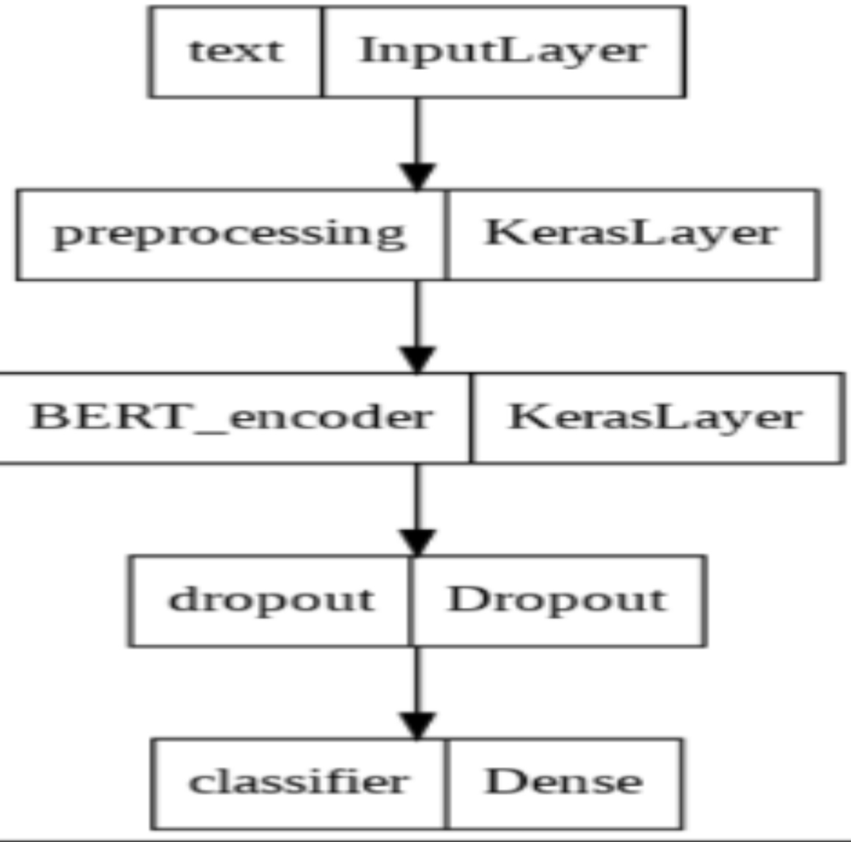 text InputLayer
preprocessing KerasLayer
BERT_encoder KerasLayer
dropout Dropout
classifier Dense